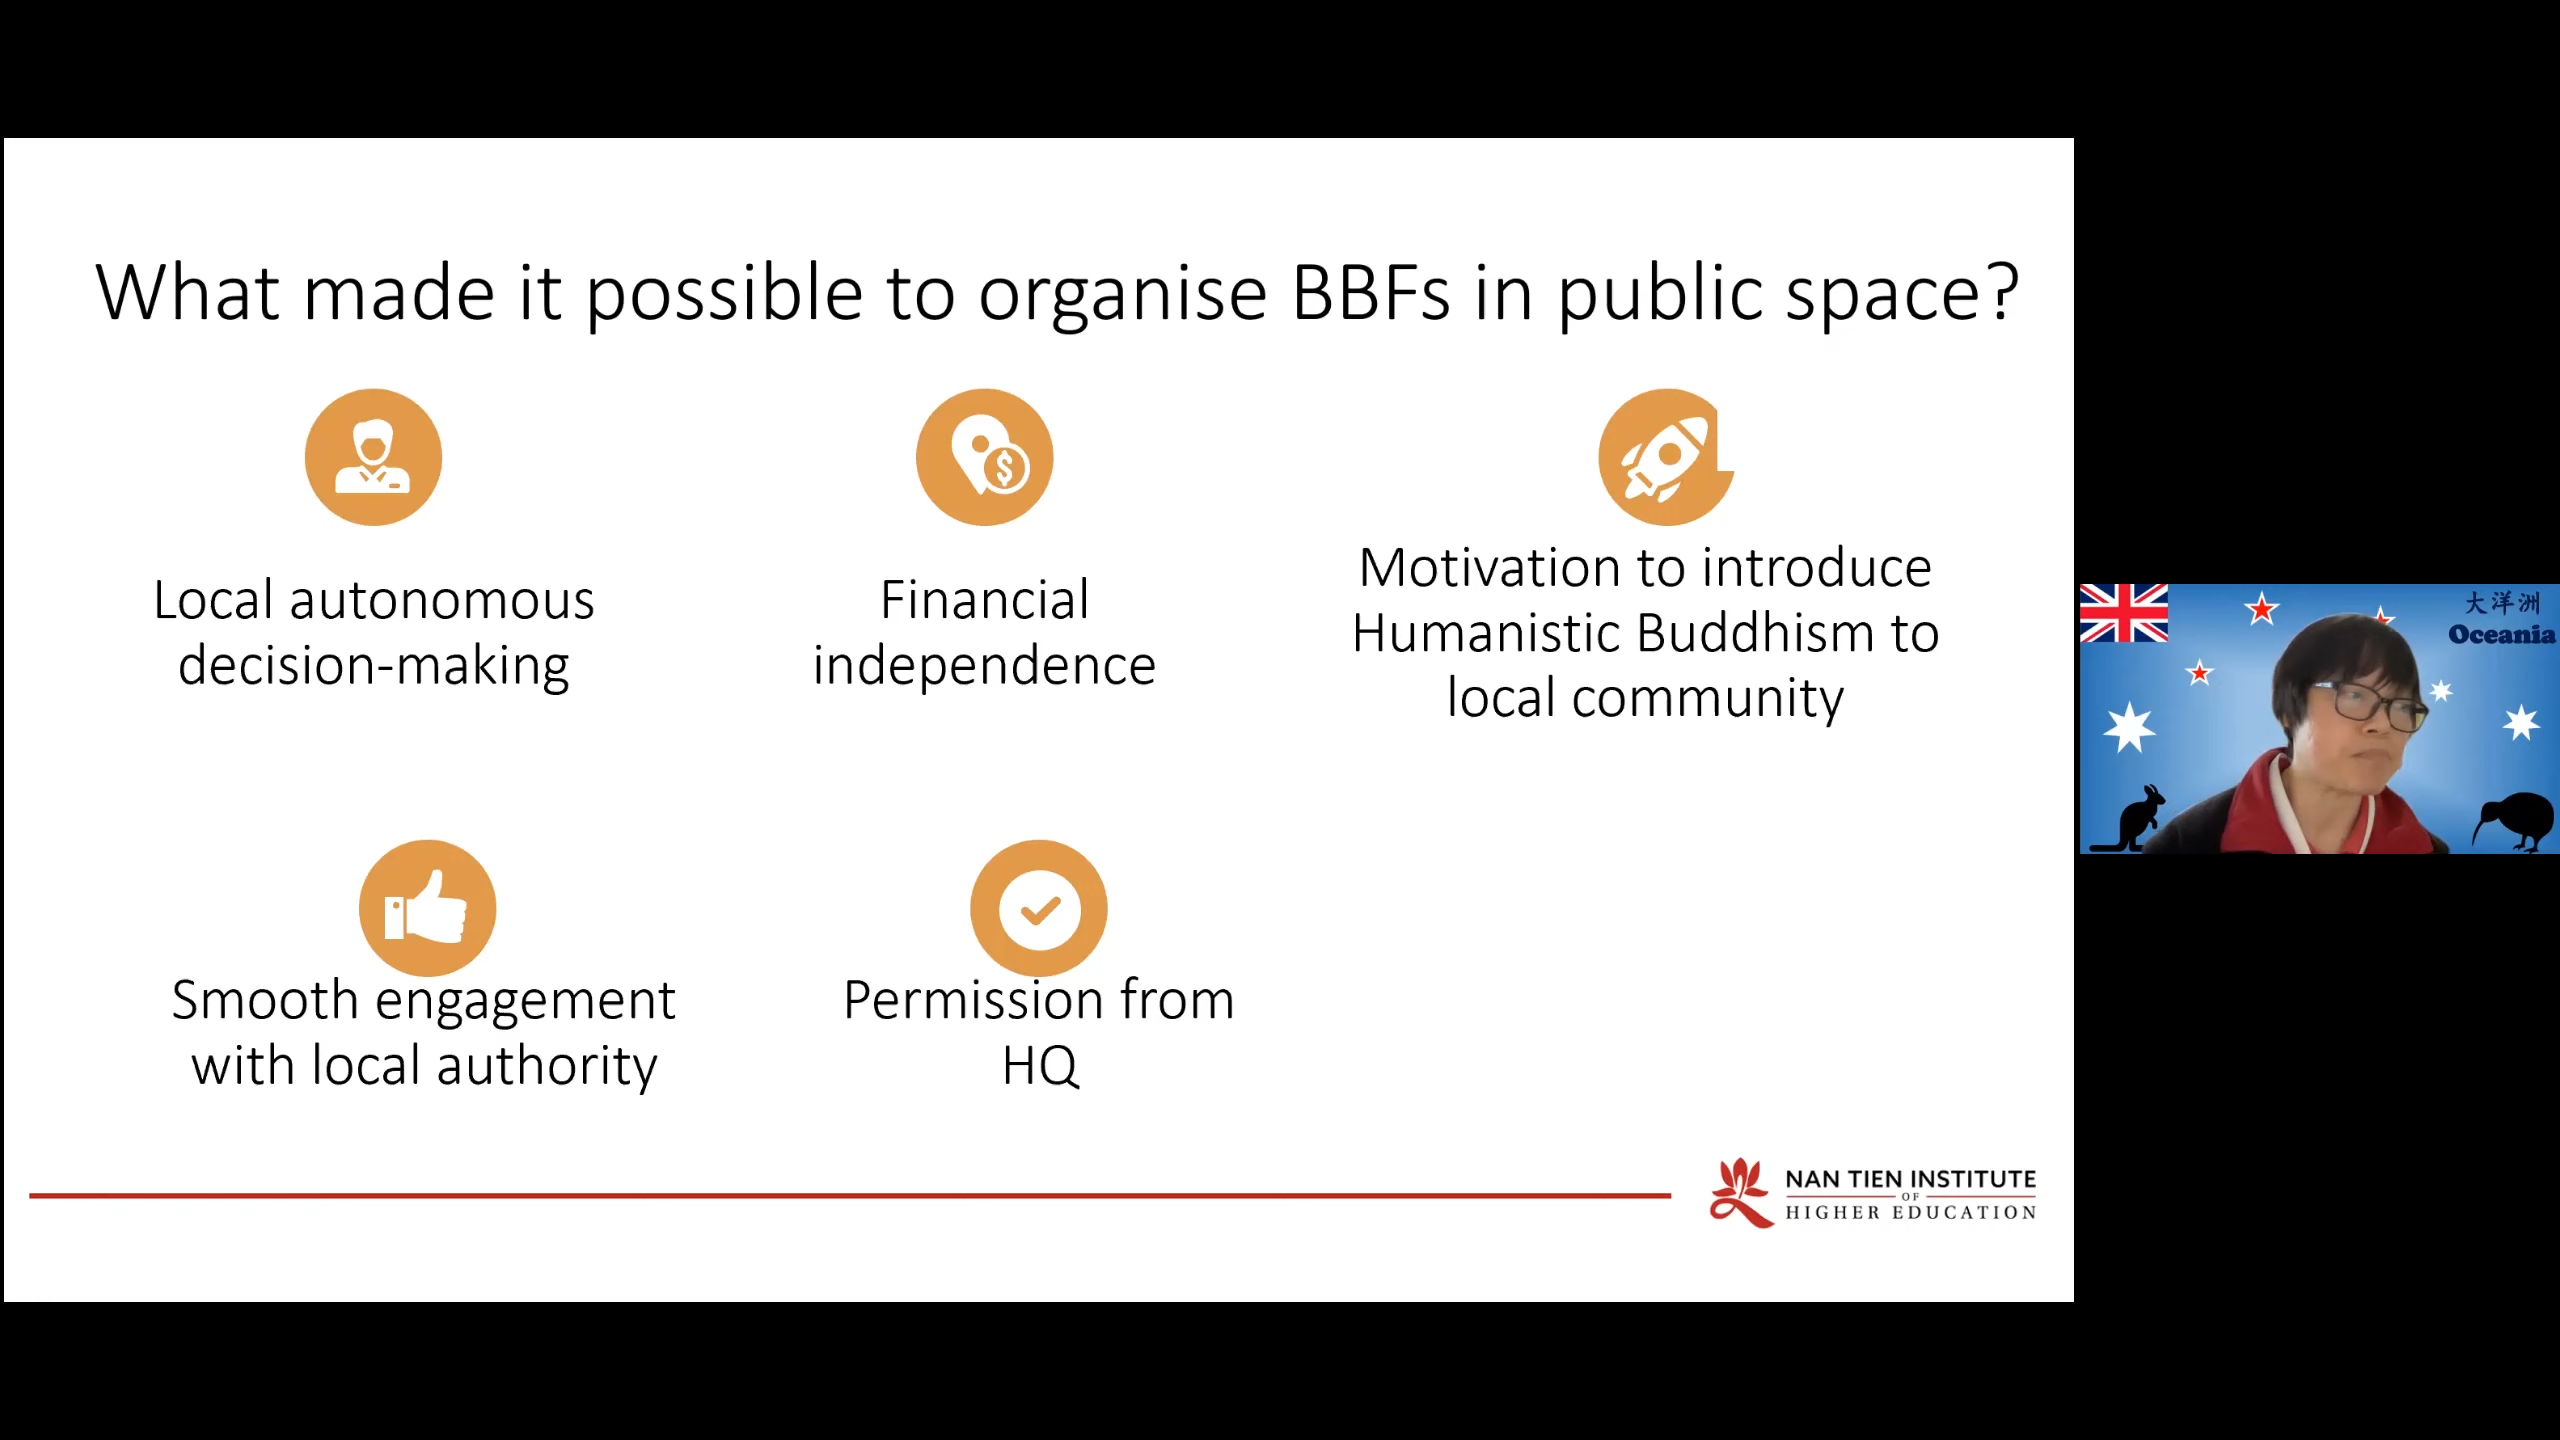 What made it possible to organise BBFs in public space?
Local autonomous
decision-making
Financial
independence
Motivation to introduce
Humanistic Buddhism to
local community
Smooth engagement
with local authority
Permission from
HQ
NAN TIEN INSTITUTE
OF
HIGHER EDUCATION
大洋洲
Oceania